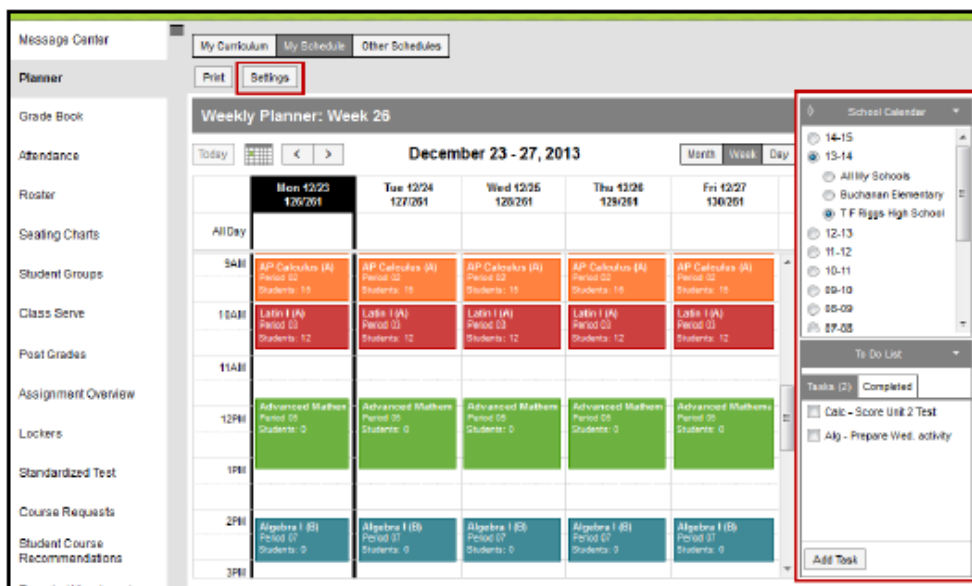 Message Center
Planner
Grade Book
Attendance
Roster
Seating Charts
Student Groups
Class Serve
Post Grades
Assignment Overview
Lockers
Standardized Test
Course Requests
Student Course
Recommendations
My Curriculum My Schedule Other Schedules
Print Settings
Weekly Planner: Week 26
Today < > December 23 - 27, 2013 Month Week Day
Mon 12/23 Tue 12/24 Wed 12/25 Thu 12/26 Fri 12/27
126/261 127/261 128/261 129/261 130/261
All Day
9AM
AP Calculus (A) AP Calculus (A) AP Calculus (A) AP Calculus (A) AP Calculus (A)
Period 02 Period 02 Period 02 Period 02 Period 02
Students: 15 Students: 15 Students: 15 Students: 15 Students: 15
10AM
Latin I (A) Latin I (A) Latin I (A) Latin I (A) Latin I (A)
Period 03 Period 03 Period 03 Period 03 Period 03
Students: 12 Students: 12 Students: 12 Students: 12 Students: 12
11AM
Advanced Mathem Advanced Mathem Advanced Mathem Advanced Mathem Advanced Mathema
12PM
Period 05 Period 05 Period 05 Period 05 Period 05
Students: 0 Students: 0 Students: 0 Students: 0 Students: 0
1PM
2PM
Algebra I (B) Algebra I (B) Algebra I (B) Algebra I (B) Algebra I (B)
Period 07 Period 07 Period 07 Period 07 Period 07
Students: 0 Students: 0 Students: 0 Students: 0 Students: 0
3PM
School Calendar
14-15
13-14
All My Schools
Buchanan Elementary
T F Riggs High School
12-13
11-12
10-11
09-10
08-09
07-08
To Do List
Tasks (2) Completed
Calc - Score Unit 2 Test
Alg - Prepare Wed. activity
Add Task